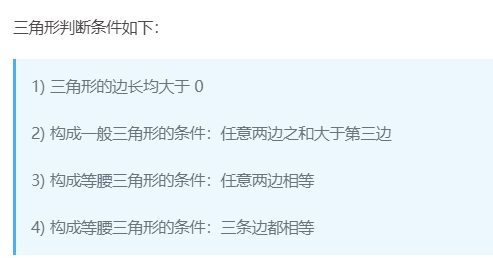 三角形判断条件如下：
1) 三角形的边长均大于 0
2) 构成一般三角形的条件：任意两边之和大于第三边
3) 构成等腰三角形的条件：任意两边相等
4) 构成等腰三角形的条件：三条边都相等